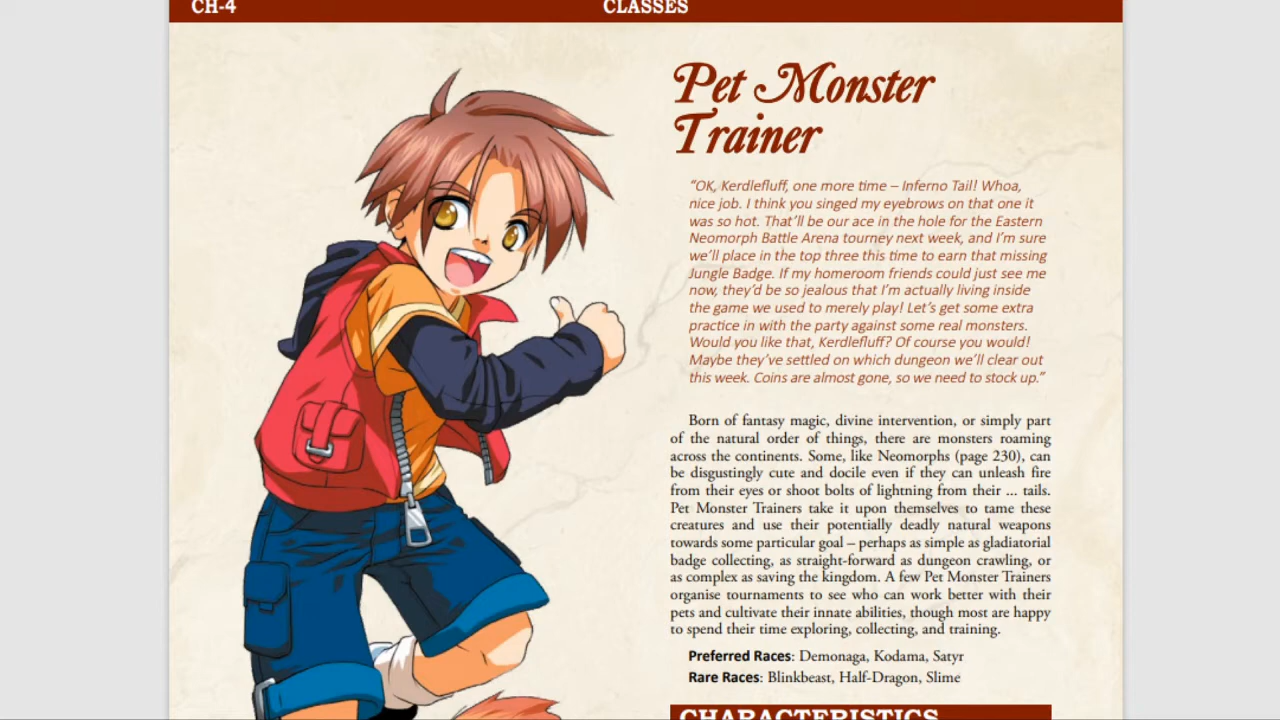 CH-4
CLASSES
Pet Monster
Trainer
“OK, Kerdlefluff, one more time – Inferno Tail! Whoa,
nice job. I think you singed my eyebrows on that one it
was so hot. That’ll be our ace in the hole for the Eastern
Neomorph Battle Arena tourney next week, and I’m sure
we’ll place in the top three this time to earn that missing
Jungle Badge. If my homeroom friends could just see me
now, they’d be so jealous that I’m actually living inside
the game we used to merely play! Let’s get some extra
practice in with the party against some real monsters.
Would you like that, Kerdlefluff? Of course you would!
Maybe they’ve settled on which dungeon we’ll clear out
this week. Coins are almost gone, so we need to stock up.”
Born of fantasy magic, divine intervention, or simply part
of the natural order of things, there are monsters roaming
across the continents. Some, like Neomorphs (page 230), can
be disgustingly cute and docile even if they can unleash fire
from their eyes or shoot bolts of lightning from their ... tails.
Pet Monster Trainers take it upon themselves to tame these
creatures and use their potentially deadly natural weapons
towards some particular goal – perhaps as simple as gladiatorial
badge collecting, as straight-forward as dungeon crawling, or
as complex as saving the kingdom. A few Pet Monster Trainers
organise tournaments to see who can work better with their
pets and cultivate their innate abilities, though most are happy
to spend their time exploring, collecting, and training.
Preferred Races: Demonaga, Kodama, Satyr
Rare Races: Blinkbeast, Half-Dragon, Slime
CHARACTERISTICS